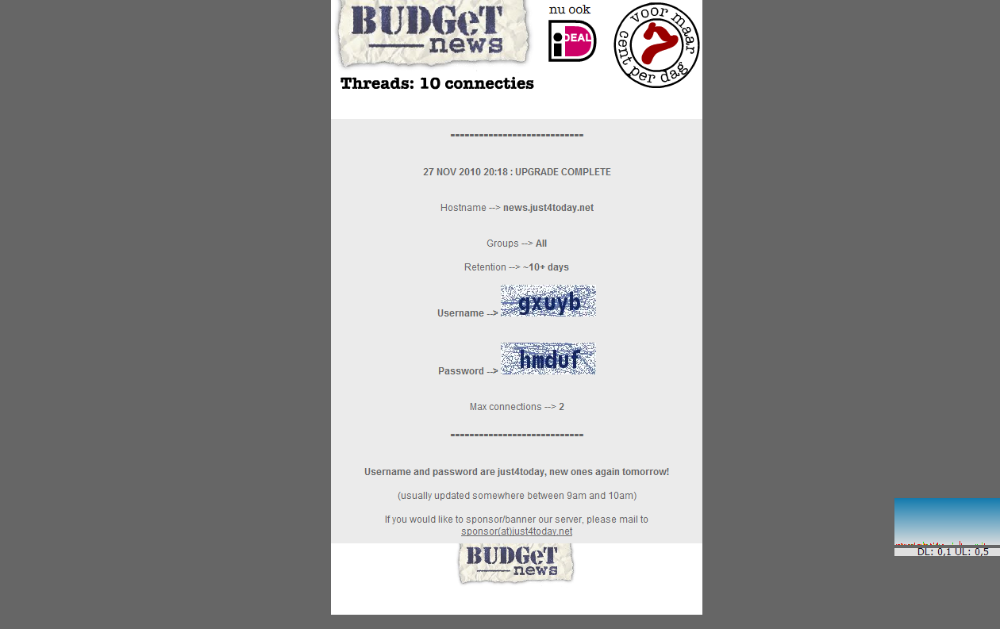 BUDGeT
news
nu ook
iDEAL
voor maar
7
cent per dag
Threads: 10 connecties
----------------------------
27 NOV 2010 20:18 : UPGRADE COMPLETE
Hostname --> news.just4today.net
Groups --> All
Retention --> ~10+ days
Username --> gxuyb
Password --> hmduf
Max connections --> 2
----------------------------
Username and password are just4today, new ones again tomorrow!
(usually updated somewhere between 9am and 10am)
If you would like to sponsor/banner our server, please mail to
sponsor(at)just4today.net
BUDGeT
news
DL: 0,1 UL: 0,5